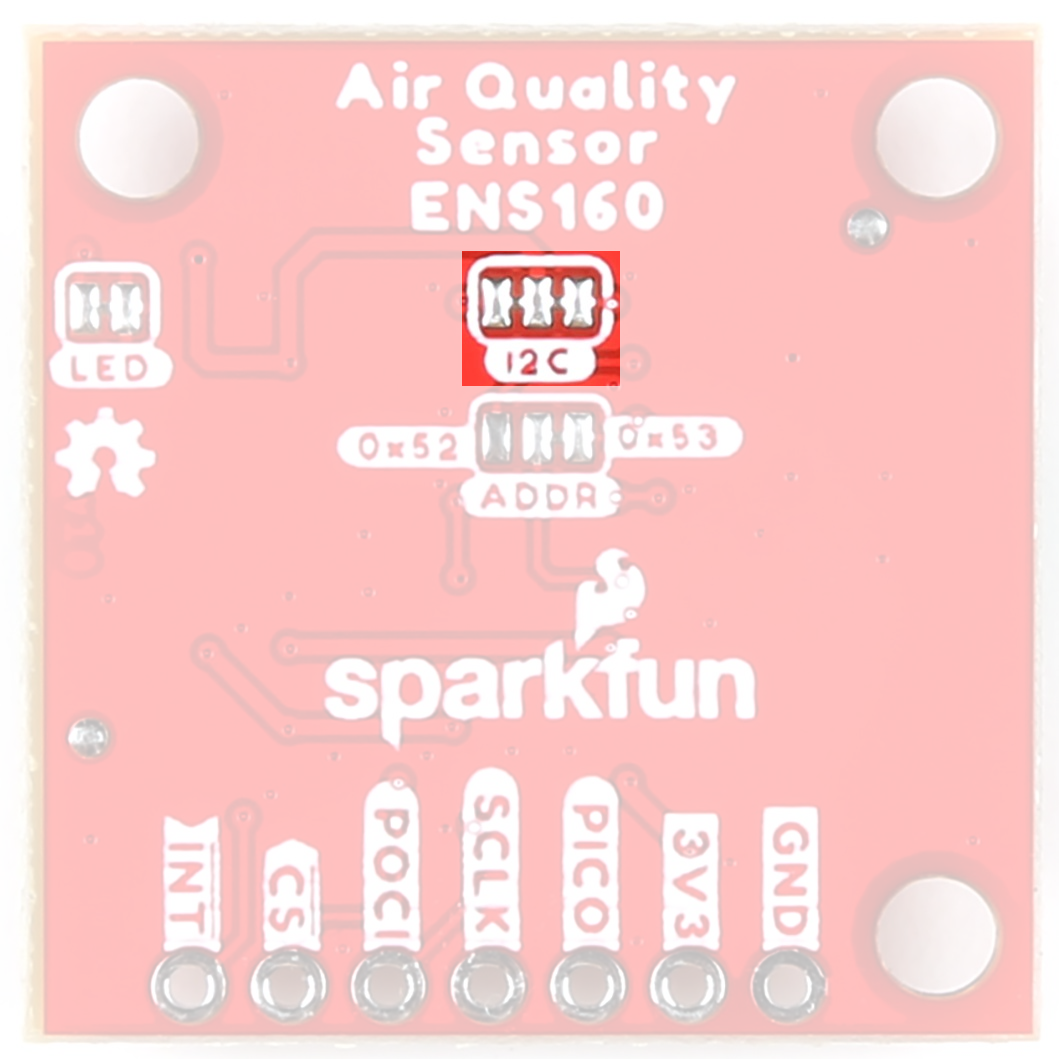 Air Quality
Sensor
ENS160
I2C
LED
0x52
0x53
ADDR
sparkfun
INT
CS
POCI
SCLK
PICO
3V3
GND